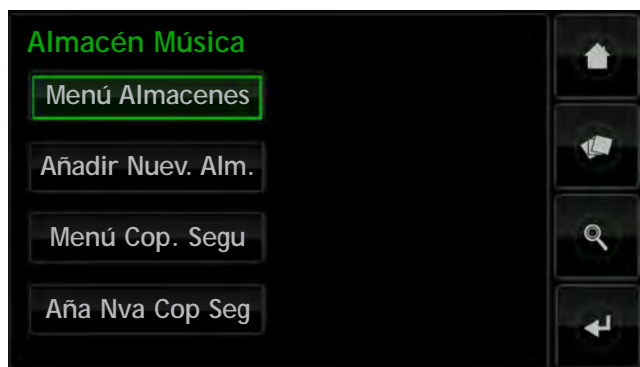 Almacén Música
Menú Almacenes
Añadir Nuev. Alm.
Menú Cop. Segu
Aña Nva Cop Seg